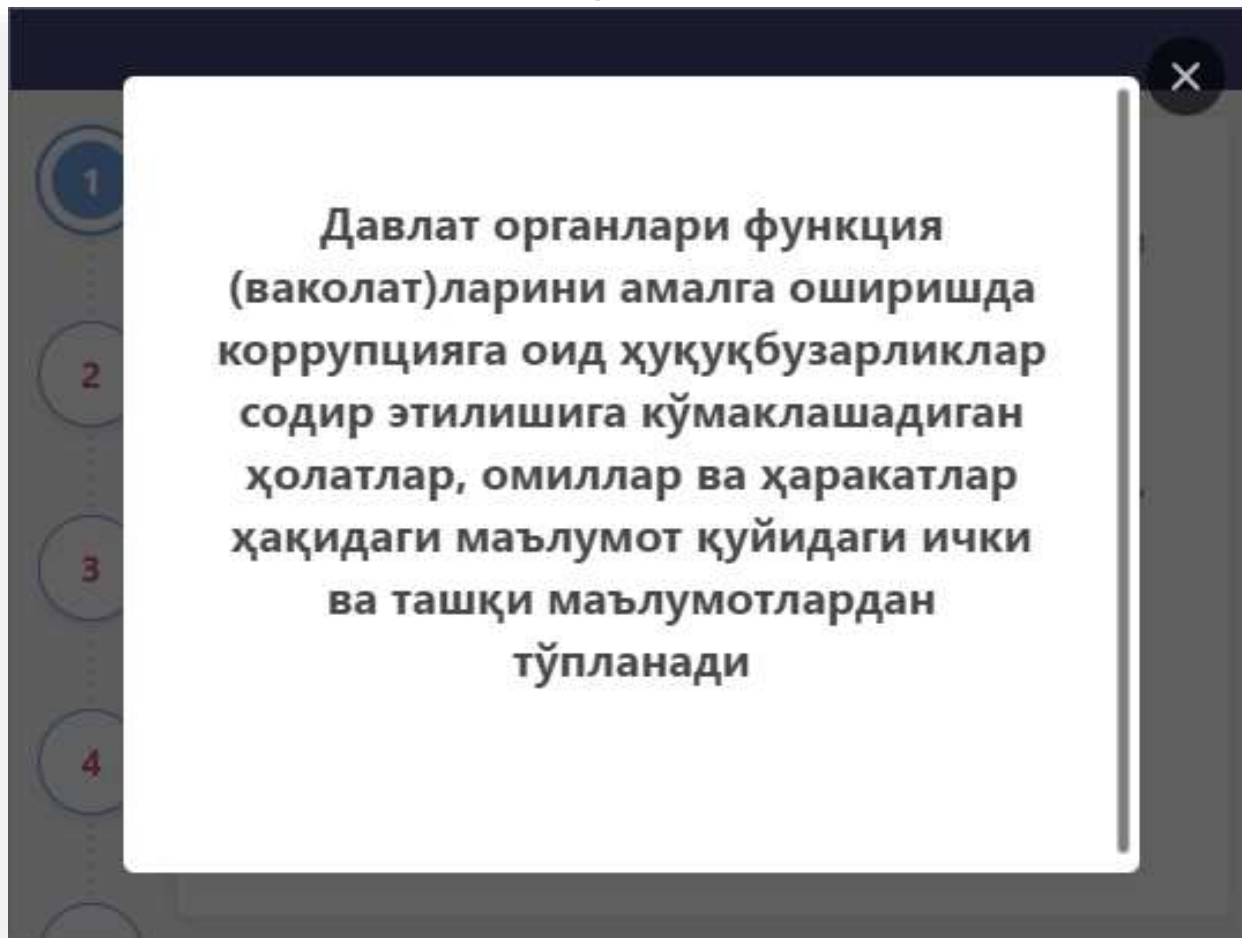 1
2
3
4
Давлат органлари функция
(ваколат)ларини амалга оширишда
коррупцияга оид ҳуқуқбузарликлар
содир этилишига кўмаклашадиган
ҳолатлар, омиллар ва ҳаракатлар
ҳақидаги маълумот қуйидаги ички
ва ташқи маълумотлардан
тўпланади